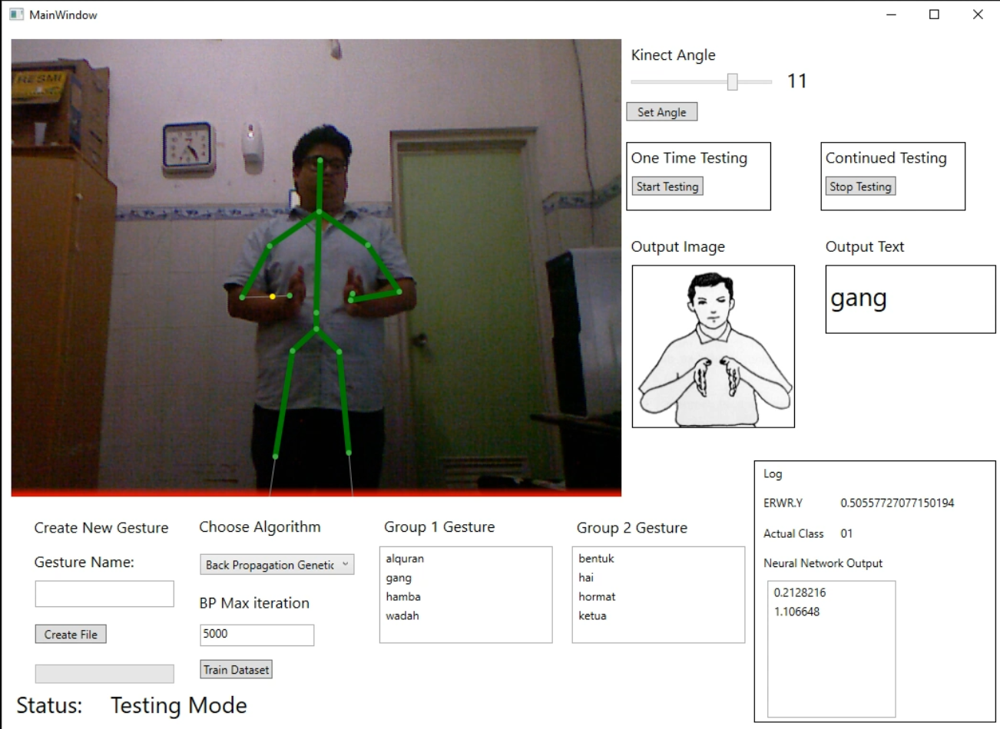 MainWindow
RESMI
Kinect Angle
11
Set Angle
One Time Testing
Start Testing
Continued Testing
Stop Testing
Output Image
Output Text
gang
Log
ERWR.Y 0.50557727077150194
Actual Class 01
Neural Network Output
0.2128216
1.106648
Create New Gesture
Gesture Name:
Create File
Choose Algorithm
Back Propagation Genetic
BP Max iteration
5000
Train Dataset
Group 1 Gesture
alquran
gang
hamba
wadah
Group 2 Gesture
bentuk
hai
hormat
ketua
Status: Testing Mode